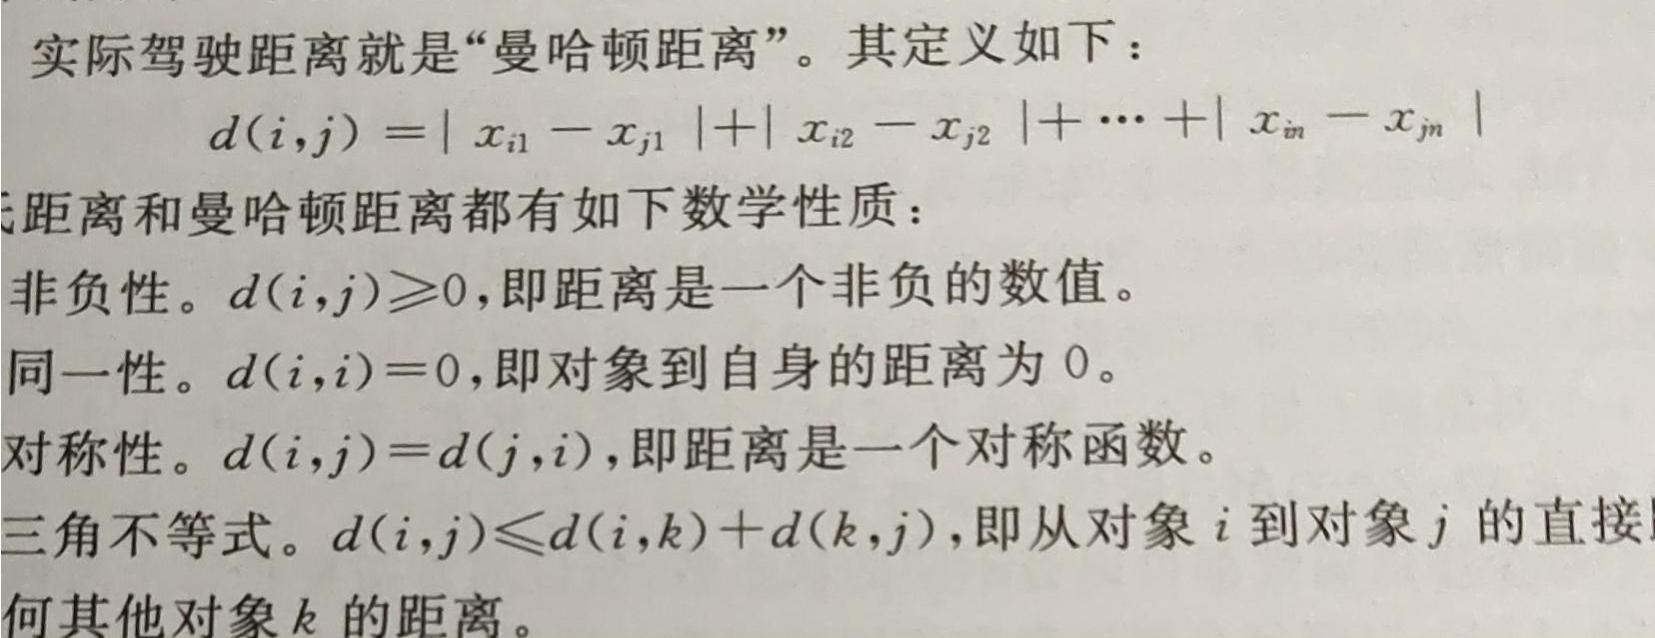 实际驾驶距离就是“曼哈顿距离”。其定义如下：
d(i,j) =| x_{i1} − x_{j1} |+| x_{i2} − x_{j2} |+ ··· +| x_{in} − x_{jn} |
距离和曼哈顿距离都有如下数学性质：
非负性。d(i,j)⩾0,即距离是一个非负的数值。
同一性。d(i,i)=0,即对象到自身的距离为 0。
对称性。d(i,j)=d(j,i),即距离是一个对称函数。
三角不等式。d(i,j)⩽d(i,k)+d(k,j),即从对象 i 到对象 j 的直接
何其他对象 k 的距离。